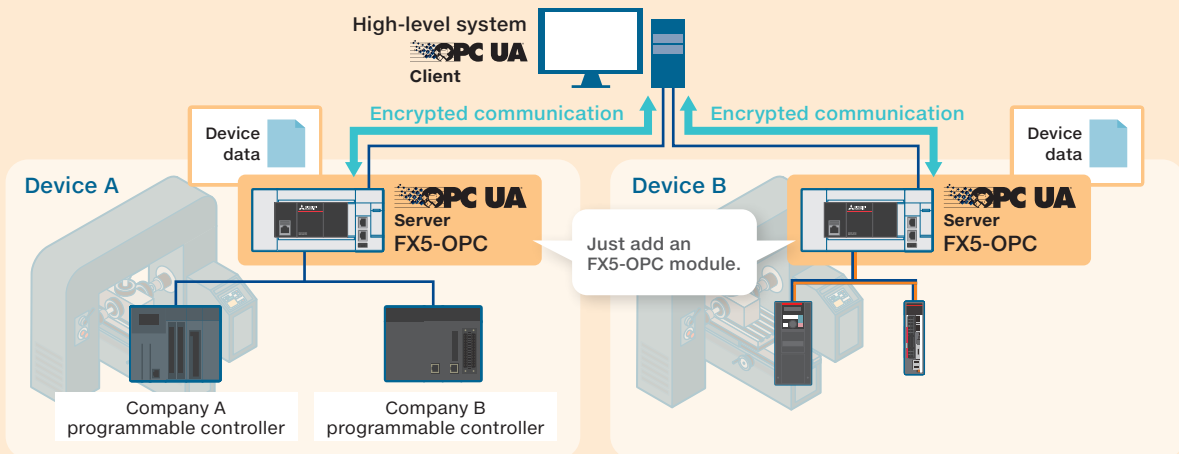 High-level system
OPC UA
Client
Encrypted communication
Encrypted communication
Device
data
Device
data
Device A
OPC UA
Server
FX5-OPC
Device B
OPC UA
Server
FX5-OPC
Just add an
FX5-OPC module.
Company A
programmable controller
Company B
programmable controller